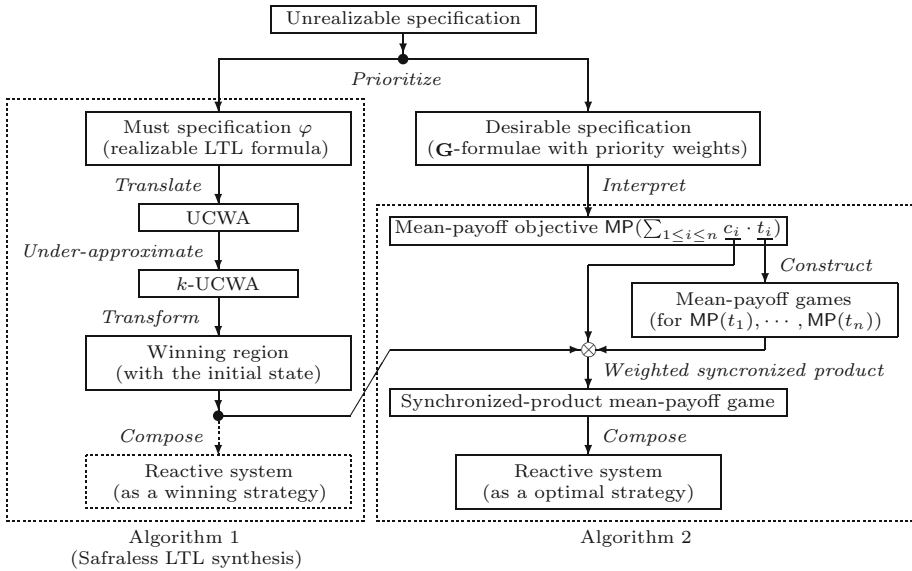 Unrealizable specification
Prioritize
Must specification φ
(realizable LTL formula)
Translate
UCWA
Under-approximate
k-UCWA
Transform
Winning region
(with the initial state)
Compose
Reactive system
(as a winning strategy)
Algorithm 1
(Safraless LTL synthesis)
Desirable specification
(G-formulae with priority weights)
Interpret
Mean-payoff objective MP(∑1≤i≤n ci · ti)
Construct
Mean-payoff games
(for MP(t1), · · · , MP(tn))
⊗
Weighted syncronized product
Synchronized-product mean-payoff game
Compose
Reactive system
(as a optimal strategy)
Algorithm 2